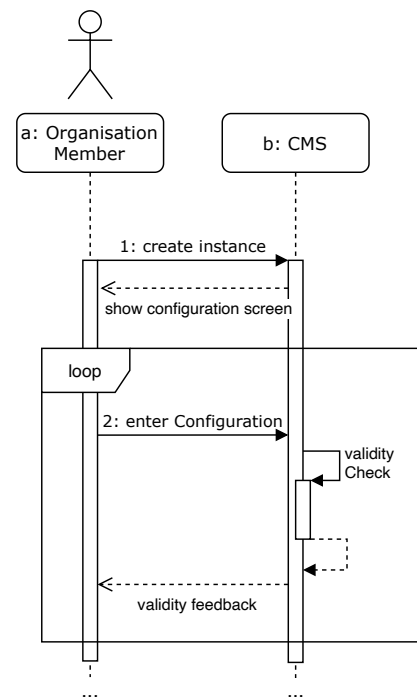 a: Organisation
Member
b: CMS
1: create instance
show configuration screen
loop
2: enter Configuration
validity
Check
validity feedback
...
...